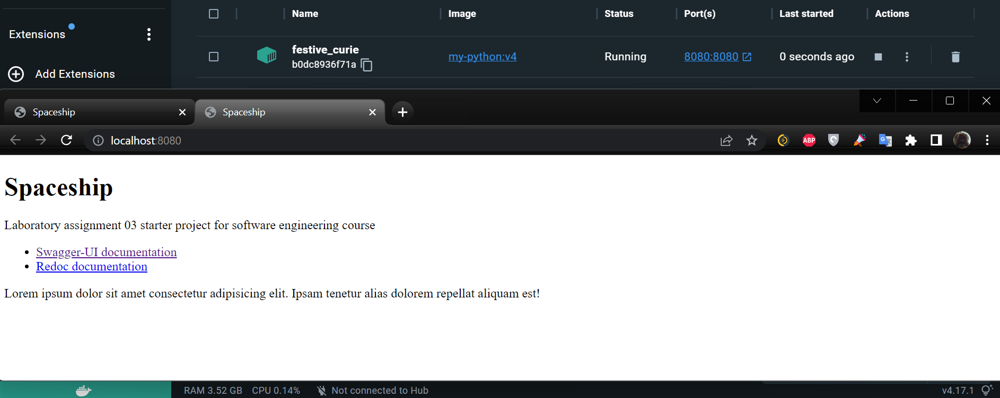 Name Image Status Port(s) Last started Actions
Extensions
festive_curie
my-python:v4 Running 8080:8080 0 seconds ago
b0dc8936f71a
Add Extensions
Spaceship Spaceship
localhost:8080
ABP
G
Spaceship
Laboratory assignment 03 starter project for software engineering course
Swagger-UI documentation
Redoc documentation
Lorem ipsum dolor sit amet consectetur adipisicing elit. Ipsam tenetur alias dolorem repellat aliquam est!
RAM 3.52 GB CPU 0.14% Not connected to Hub v4.17.1